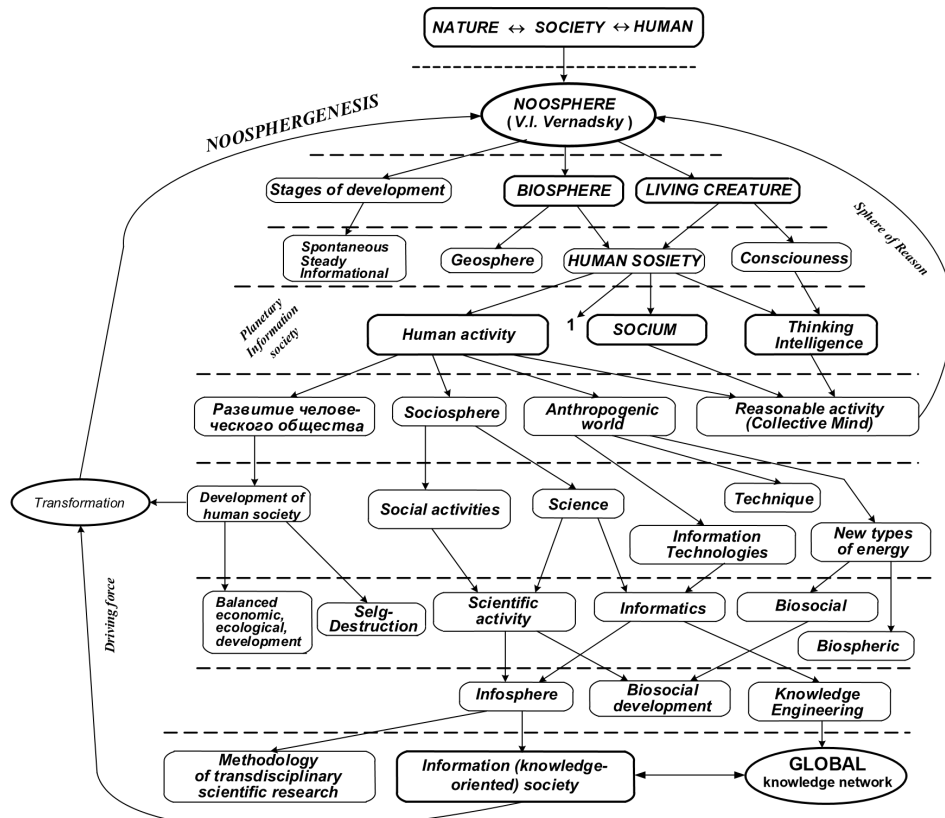 NATURE ↔ SOCIETY ↔ HUMAN
NOOSPHERGENESIS
NOOSPHERE
(V.I. Vernadsky)
Stages of development
BIOSPHERE
LIVING CREATURE
Sphere of Reason
Spontaneous
Steady
Informational
Geosphere
HUMAN SOSIETY
Consciouness
Planetary
Information
society
Human activity
1
SOCIUM
Thinking
Intelligence
Развитие челове-
ческого общества
Sociosphere
Anthropogenic
world
Reasonable activity
(Collective Mind)
Transformation
Development of
human society
Social activities
Science
Technique
Information
Technologies
New types
of energy
Driving force
Balanced
economic,
ecological,
development
Selg-
Destruction
Scientific
activity
Informatics
Biosocial
Biospheric
Infosphere
Biosocial
development
Knowledge
Engineering
Methodology
of transdisciplinary
scientific research
Information (knowledge-
oriented) society
GLOBAL
knowledge network